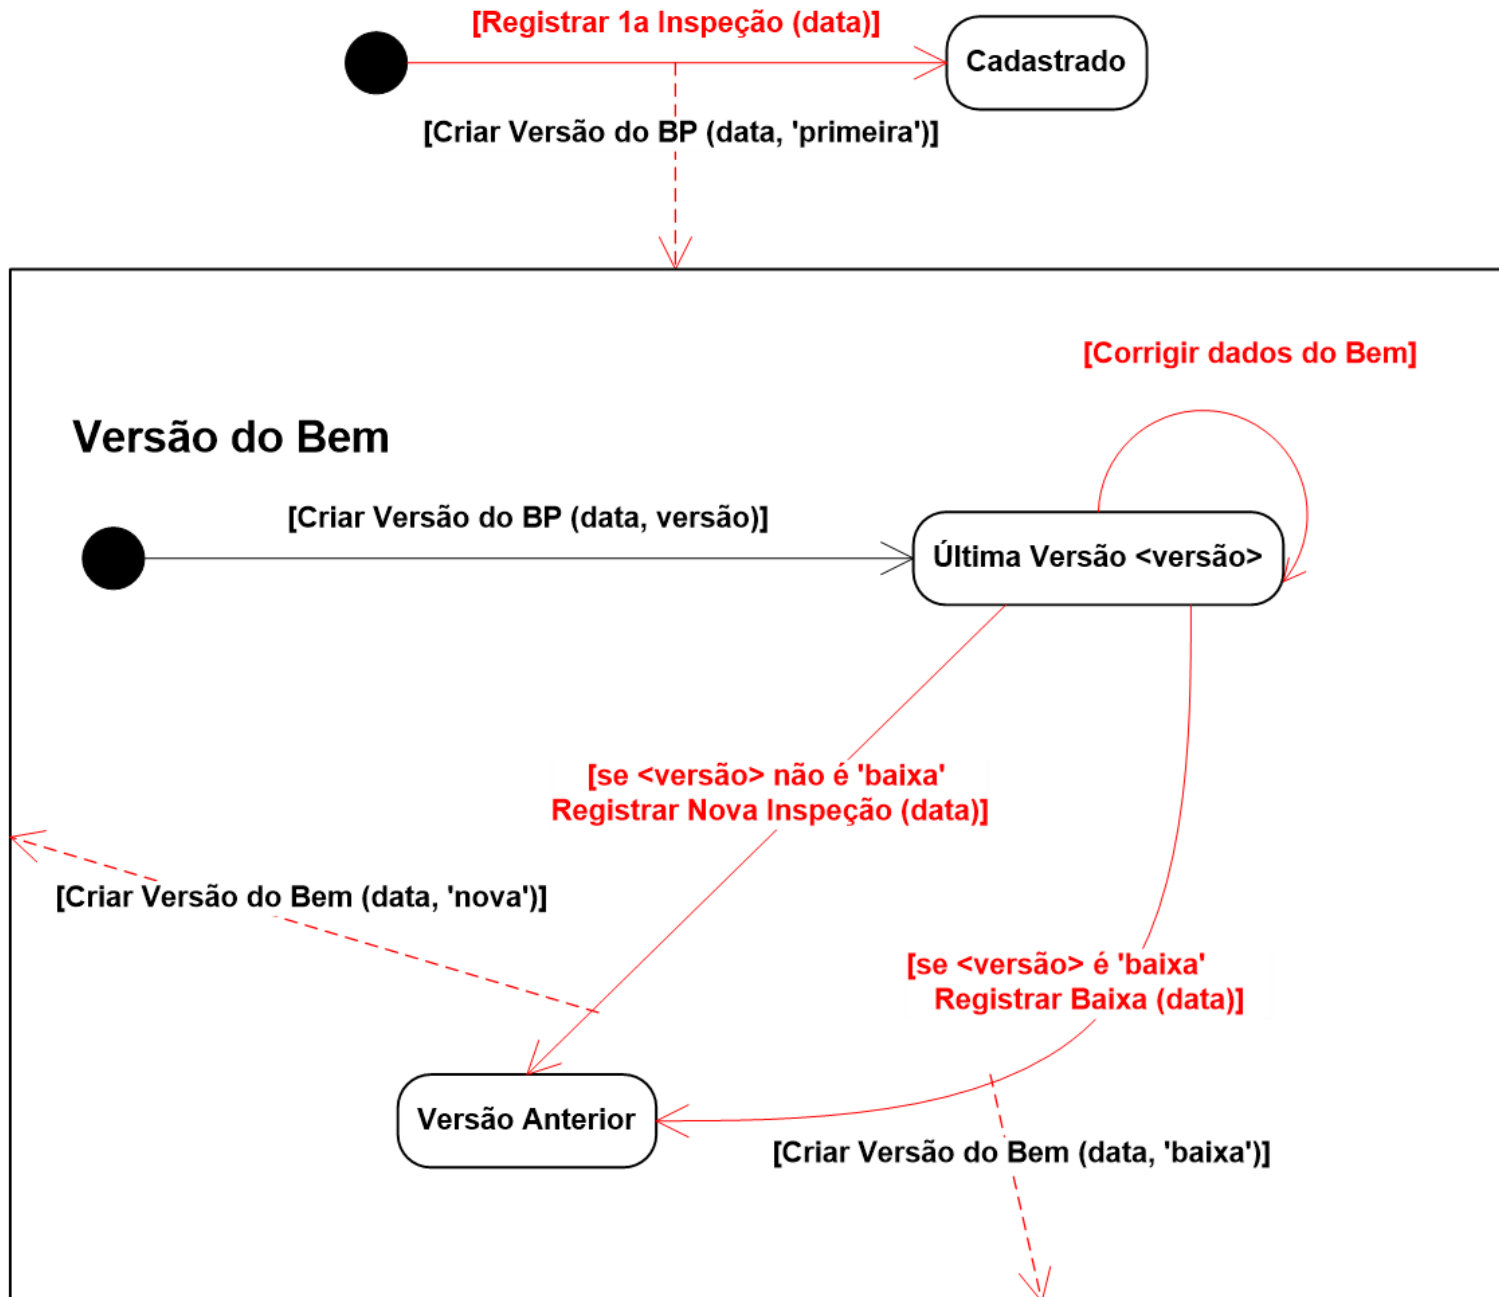 [Registrar 1a Inspeção (data)]
Cadastrado
[Criar Versão do BP (data, 'primeira')]
[Corrigir dados do Bem]
Versão do Bem
[Criar Versão do BP (data, versão)]
Última Versão <versão>
[se <versão> não é 'baixa'
Registrar Nova Inspeção (data)]
[Criar Versão do Bem (data, 'nova')]
[se <versão> é 'baixa'
Registrar Baixa (data)]
Versão Anterior
[Criar Versão do Bem (data, 'baixa')]